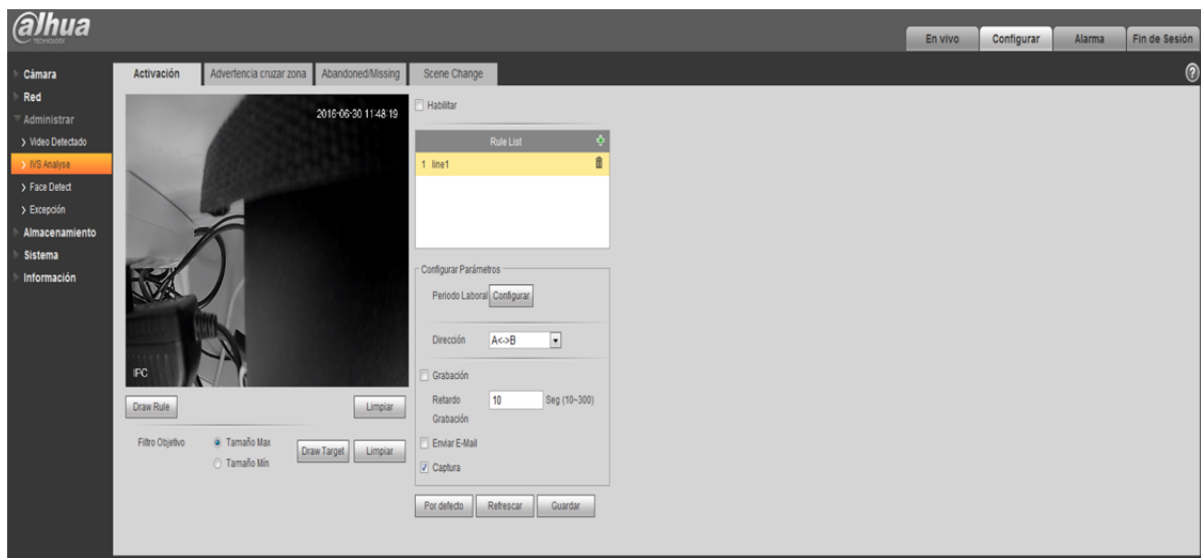 alhua
TECHNOLOGY
En vivo
Configurar
Alarma
Fin de Sesión
Cámara
Red
Administrar
Video Detectado
IVS Analyse
Face Detect
Excepción
Almacenamiento
Sistema
Información
Activación
Advertencia cruzar zona
Abandoned/Missing
Scene Change
2016-06-30 11:48:19
IPC
Draw Rule
Limpiar
Filtro Objetivo
Tamaño Max
Tamaño Mín
Draw Target
Limpiar
Habilitar
Rule List
1 line1
Configurar Parámetros
Periodo Laboral Configurar
Dirección A<->B
Grabación
Retardo 10 Seg (10~300)
Grabación
Enviar E-Mail
Captura
Por defecto
Refrescar
Guardar